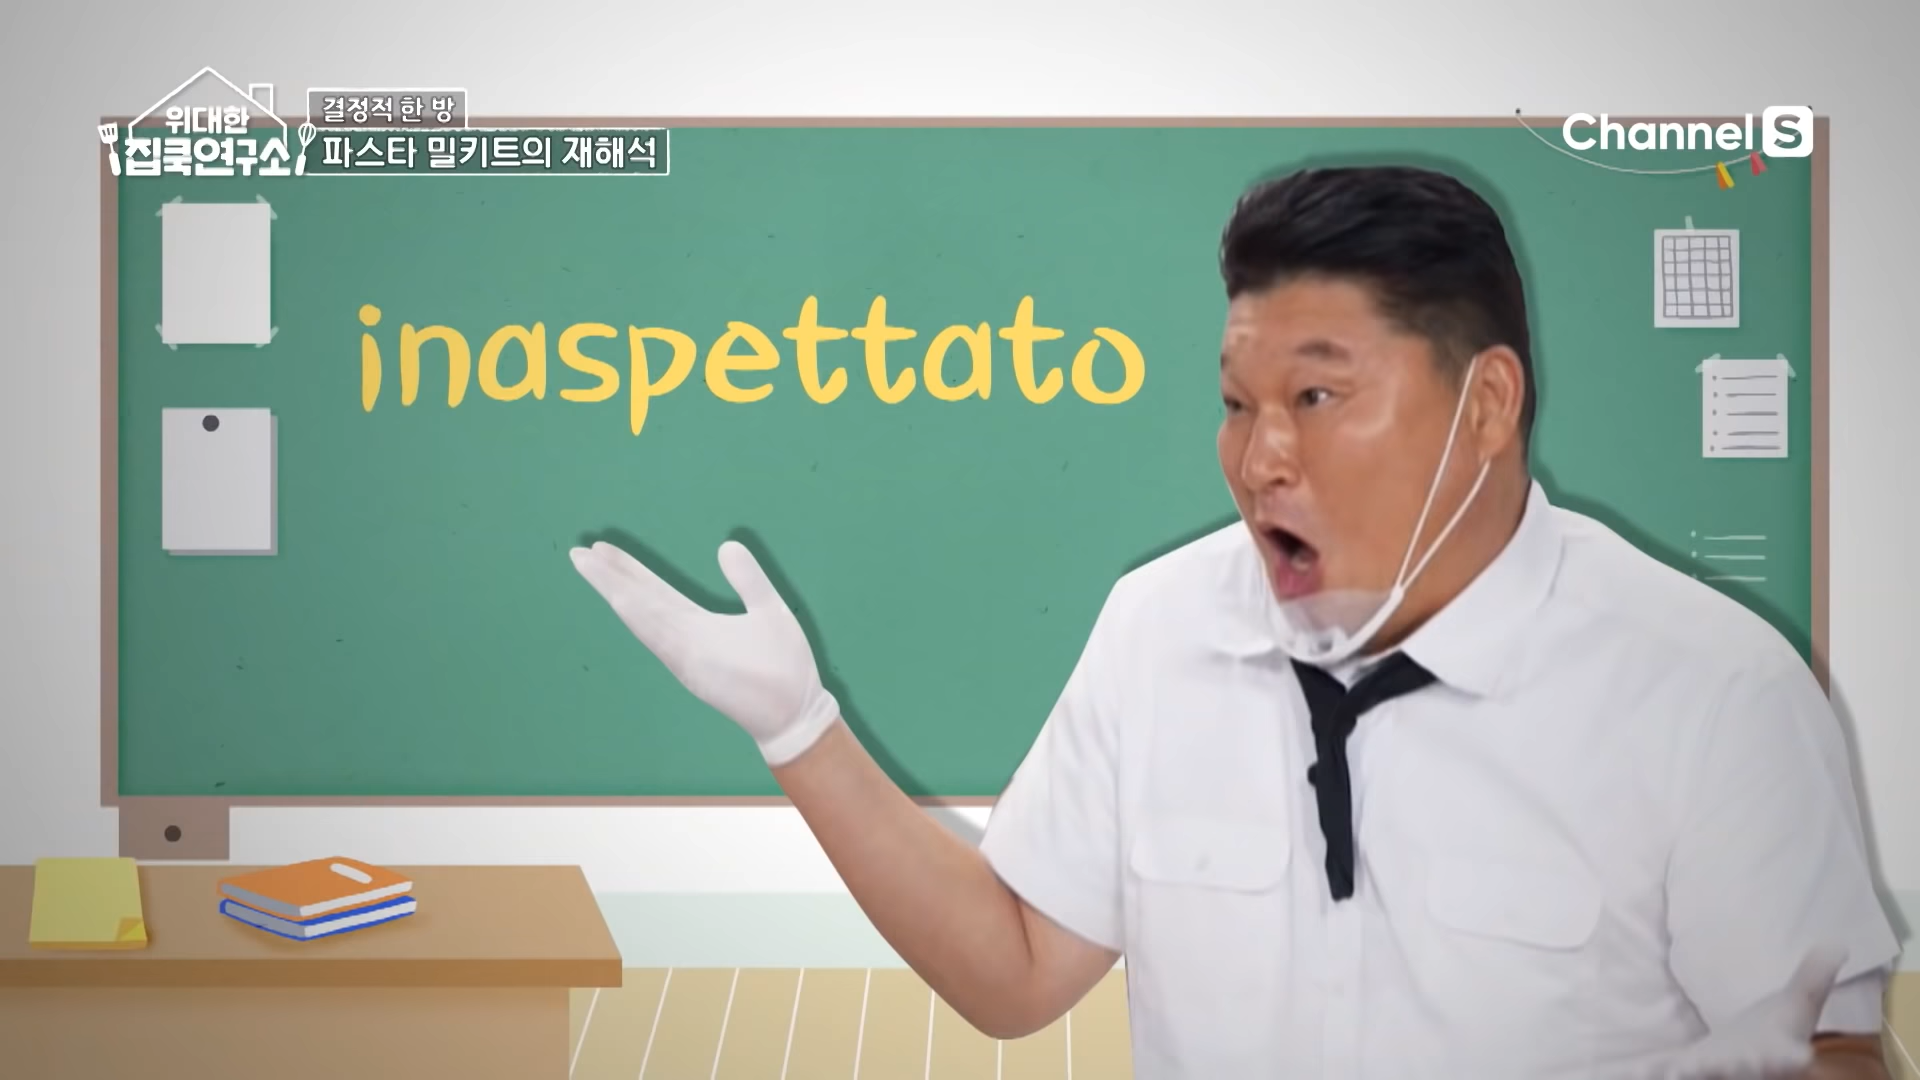 위대한
집쿡연구소
결정적 한 방
파스타 밀키트의 재해석
Channel S
inaspettato